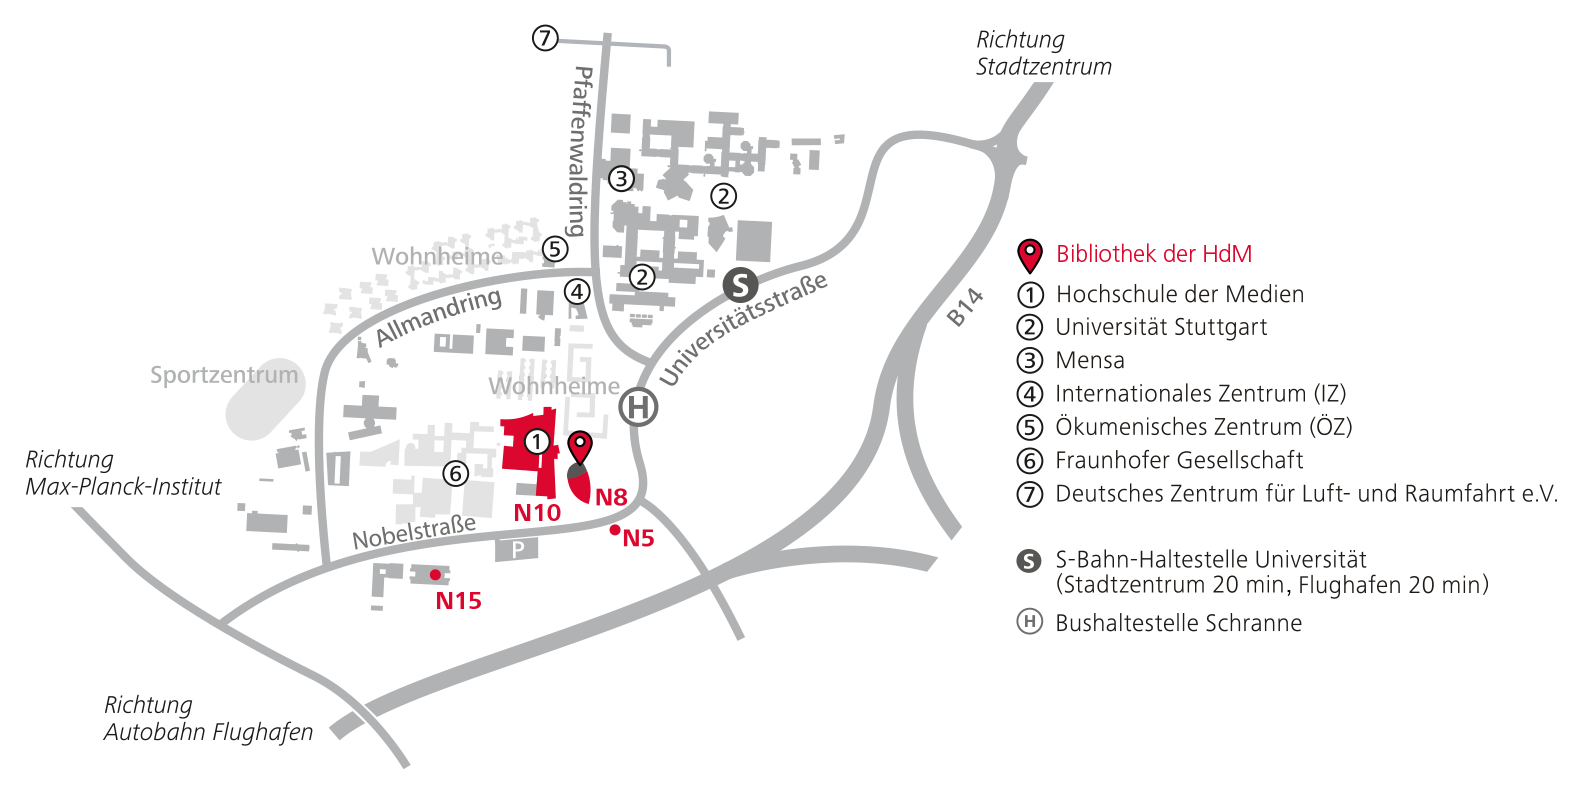 7
Richtung
Stadtzentrum
Pfaffenwaldring
3
2
Wohnheime
5
2
S
4
Allmandring
Universitätsstraße
B14
Sportzentrum
Wohnheime
H
1
6
Richtung
Max-Planck-Institut
N8
N10
Nobelstraße
N5
P
N15
Richtung
Autobahn Flughafen
Bibliothek der HdM
1 Hochschule der Medien
2 Universität Stuttgart
3 Mensa
4 Internationales Zentrum (IZ)
5 Ökumenisches Zentrum (ÖZ)
6 Fraunhofer Gesellschaft
7 Deutsches Zentrum für Luft- und Raumfahrt e.V.
S S-Bahn-Haltestelle Universität
(Stadtzentrum 20 min, Flughafen 20 min)
H Bushaltestelle Schranne